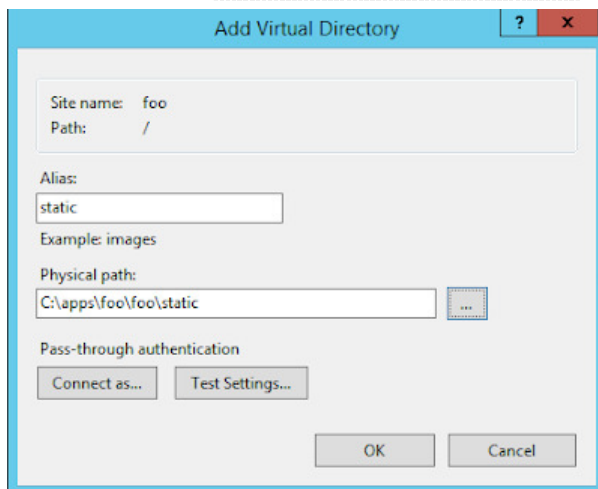 Add Virtual Directory
?
x
Site name: foo
Path: /
Alias:
static
Example: images
Physical path:
C:\apps\foo\foo\static
...
Pass-through authentication
Connect as... Test Settings...
OK Cancel